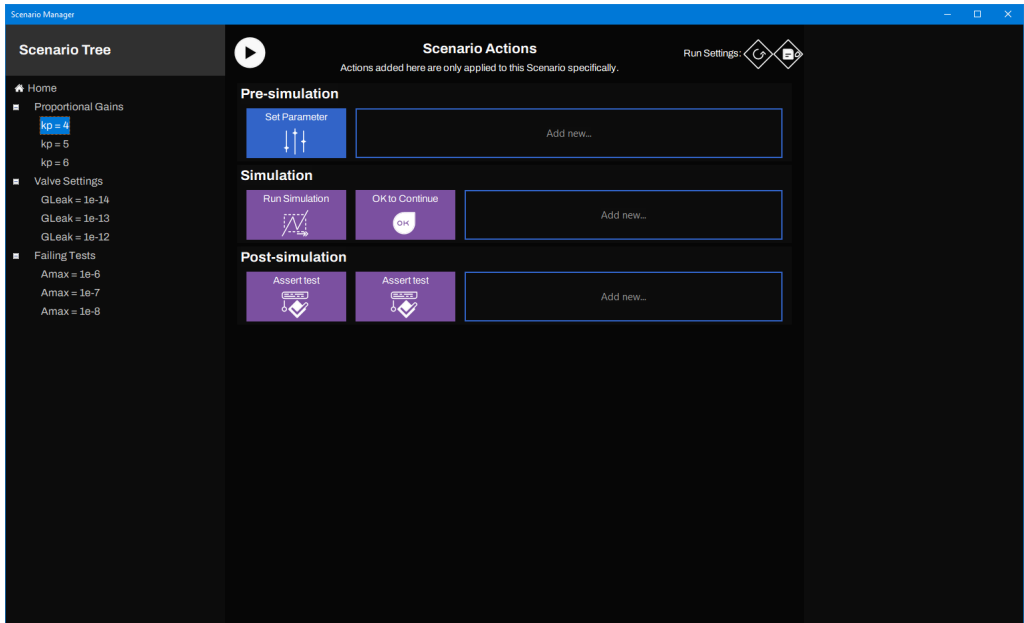 Scenario Manager
Scenario Tree
Home
Proportional Gains
kp = 4
kp = 5
kp = 6
Valve Settings
GLeak = 1e-14
GLeak = 1e-13
GLeak = 1e-12
Failing Tests
Amax = 1e-6
Amax = 1e-7
Amax = 1e-8
Scenario Actions
Actions added here are only applied to this Scenario specifically.
Run Settings:
Pre-simulation
Set Parameter
Add new...
Simulation
Run Simulation
OK to Continue
OK
Add new...
Post-simulation
Assert test
Assert test
Add new...